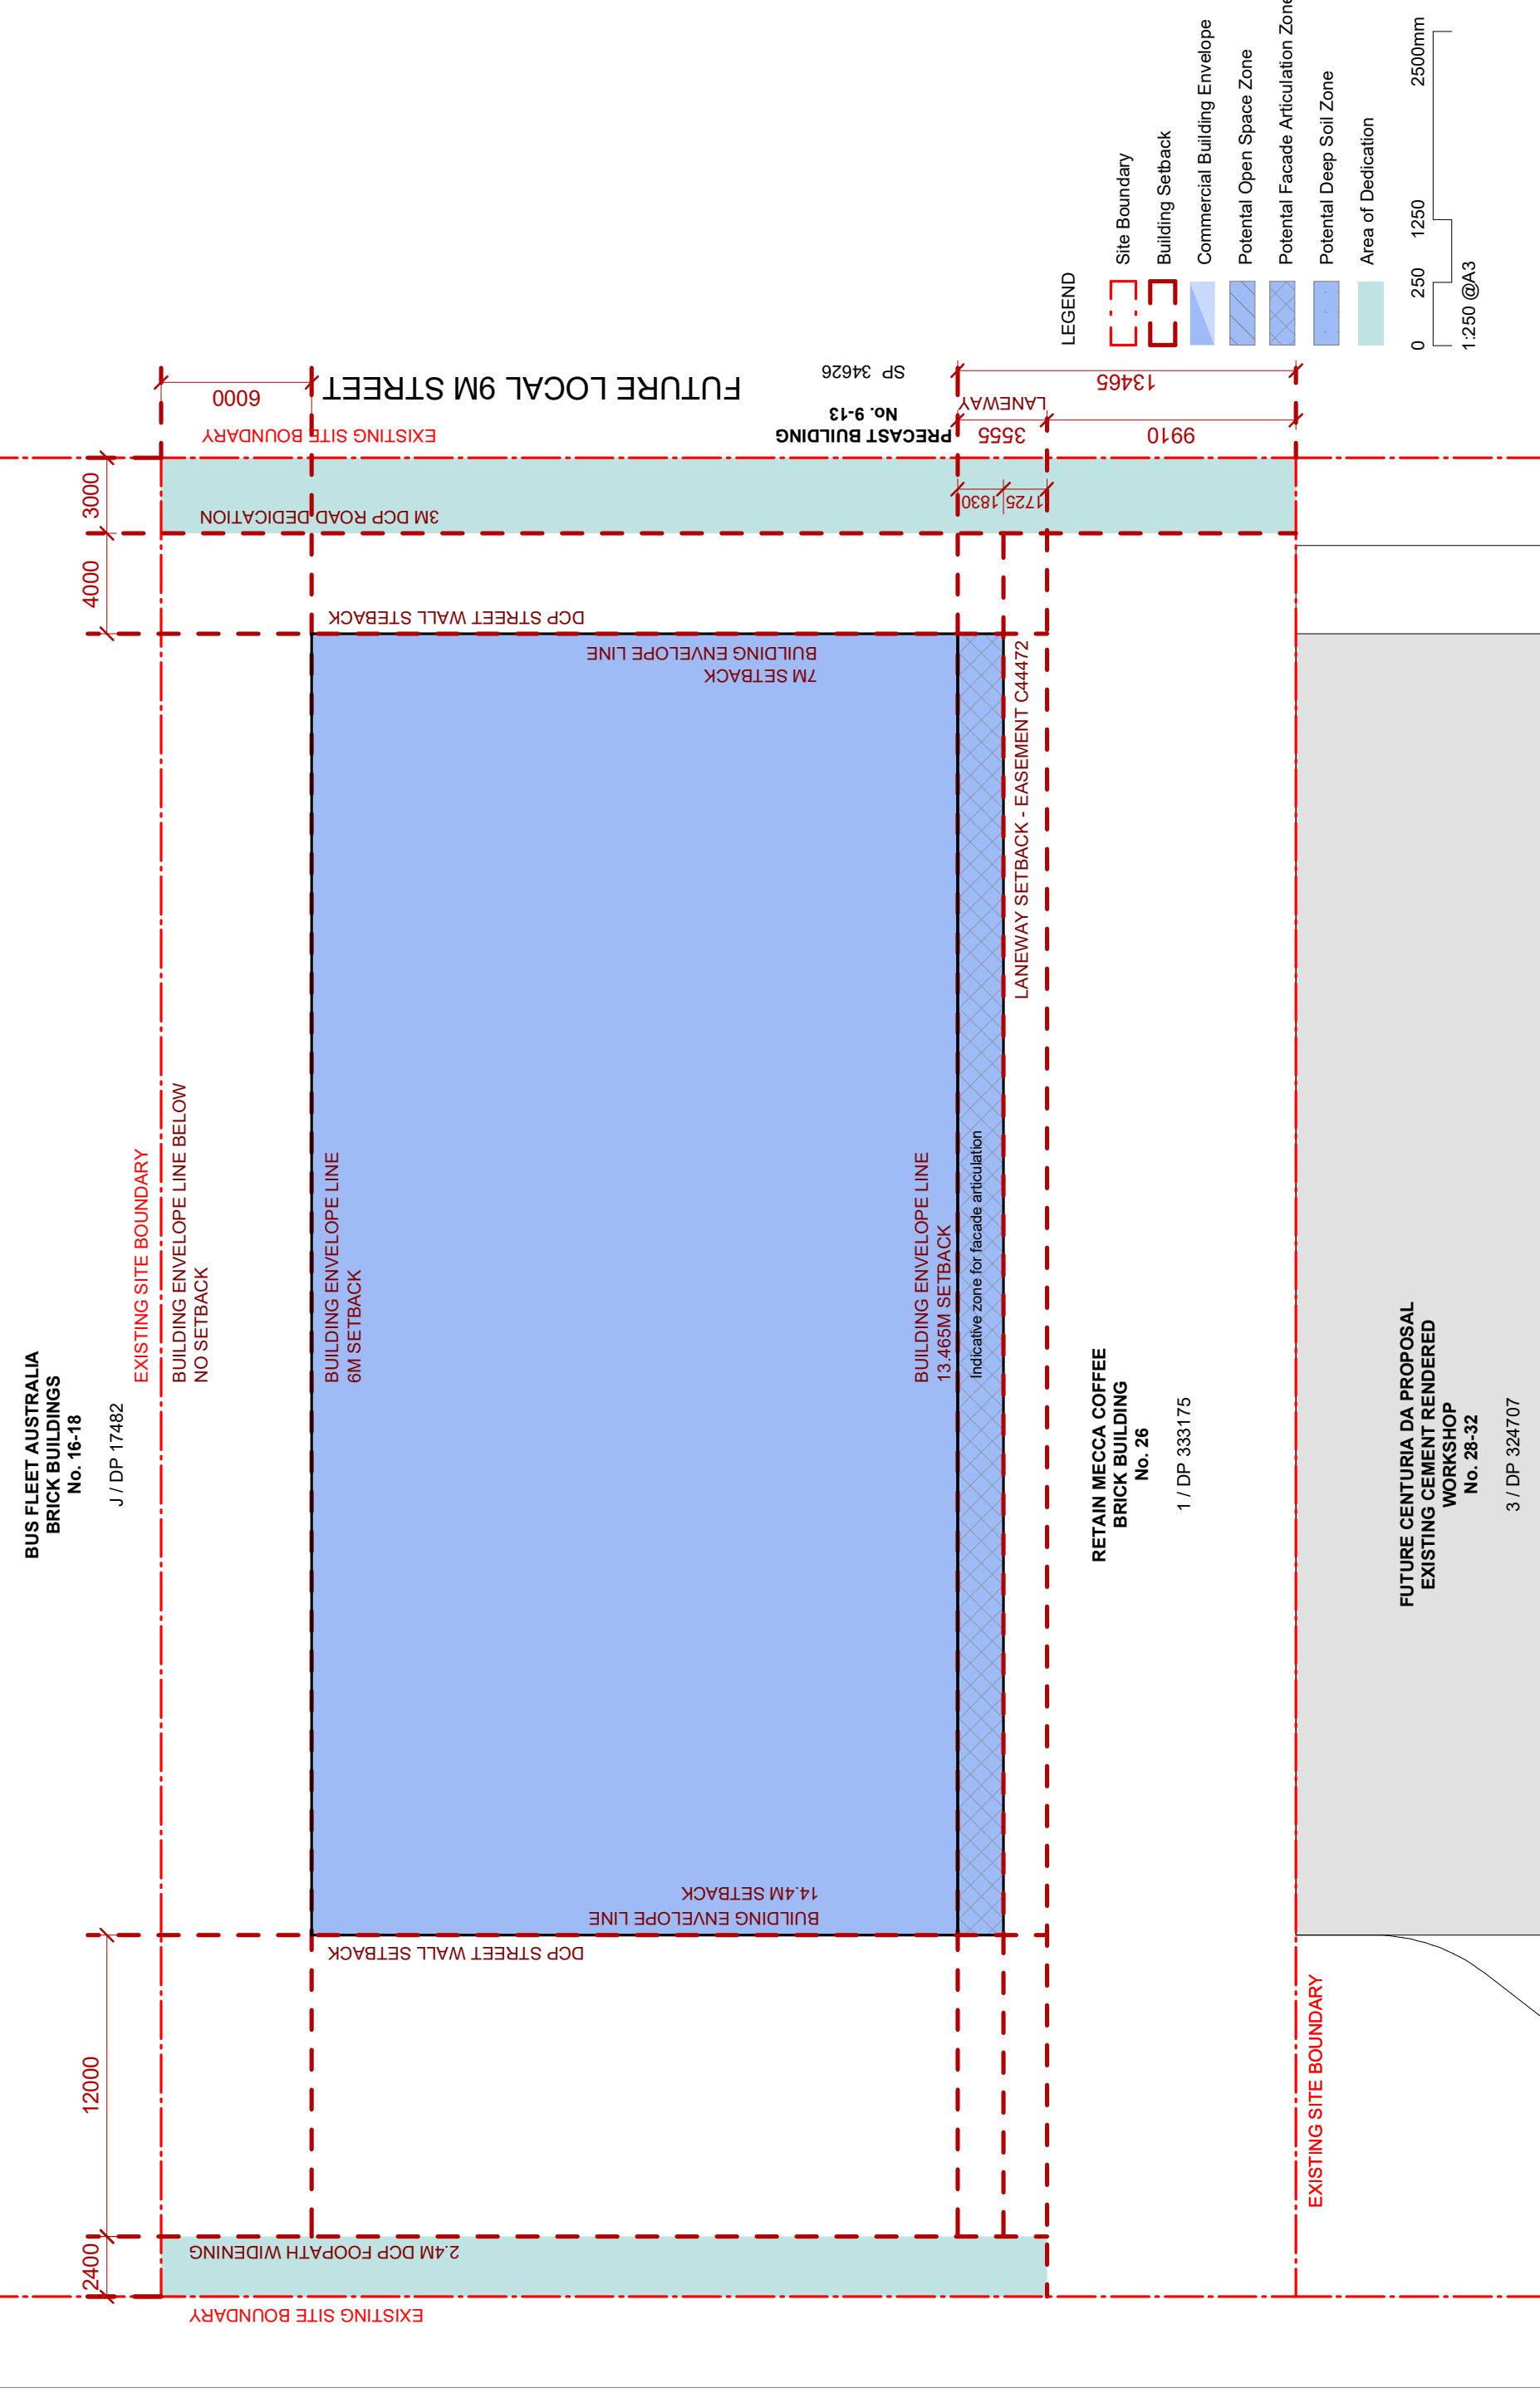 BUS FLEET AUSTRALIA
BRICK BUILDINGS
No. 16-18
J / DP 17482
EXISTING SITE BOUNDARY
BUILDING ENVELOPE LINE BELOW
NO SETBACK
BUILDING ENVELOPE LINE
6M SETBACK
2400
12000
4000
3000
6000
EXISTING SITE BOUNDARY
2.4M DCP FOOPATH WIDENING
DCP STREET WALL SETBACK
BUILDING ENVELOPE LINE
14.4M SETBACK
7M SETBACK
BUILDING ENVELOPE LINE
DCP STREET WALL STEBACK
3M DCP ROAD DEDICATION
EXISTING SITE BOUNDARY
FUTURE LOCAL 9M STREET
PRECAST BUILDING
No. 9-13
SP 34626
BUILDING ENVELOPE LINE
13.465M SETBACK
Indicative zone for facade articulation
LANEWAY SETBACK - EASEMENT C44472
1830
1725
3555
LANEWAY
9910
13465
RETAIN MECCA COFFEE
BRICK BUILDING
No. 26
1 / DP 333175
EXISTING SITE BOUNDARY
FUTURE CENTURIA DA PROPOSAL
EXISTING CEMENT RENDERED
WORKSHOP
No. 28-32
3 / DP 324707
LEGEND
Site Boundary
Building Setback
Commercial Building Envelope
Potential Open Space Zone
Potential Facade Articulation Zone
Potential Deep Soil Zone
Area of Dedication
0 250 1250 2500mm
1:250 @A3